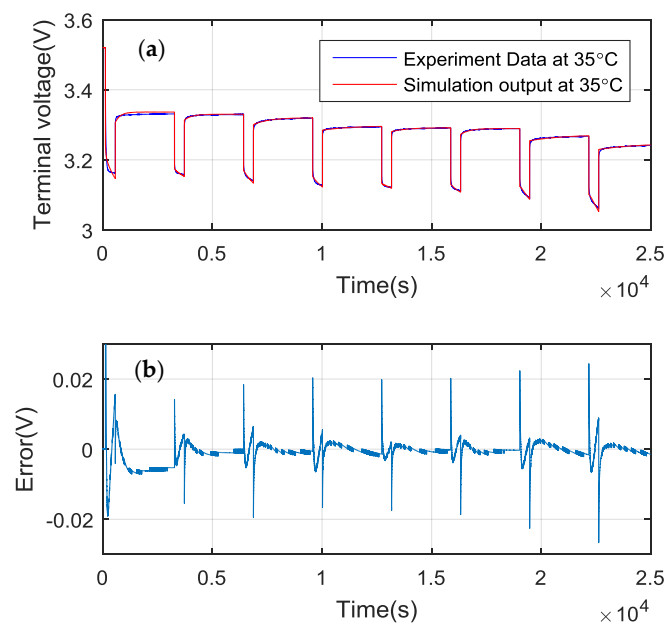 3.6
(a)
Experiment Data at 35°C
Simulation output at 35°C
3.4
3.2
3
Terminal voltage(V)
0 0.5 1 1.5 2 2.5
Time(s)
×10⁴
(b)
0.02
0
-0.02
Error(V)
0 0.5 1 1.5 2 2.5
Time(s)
×10⁴